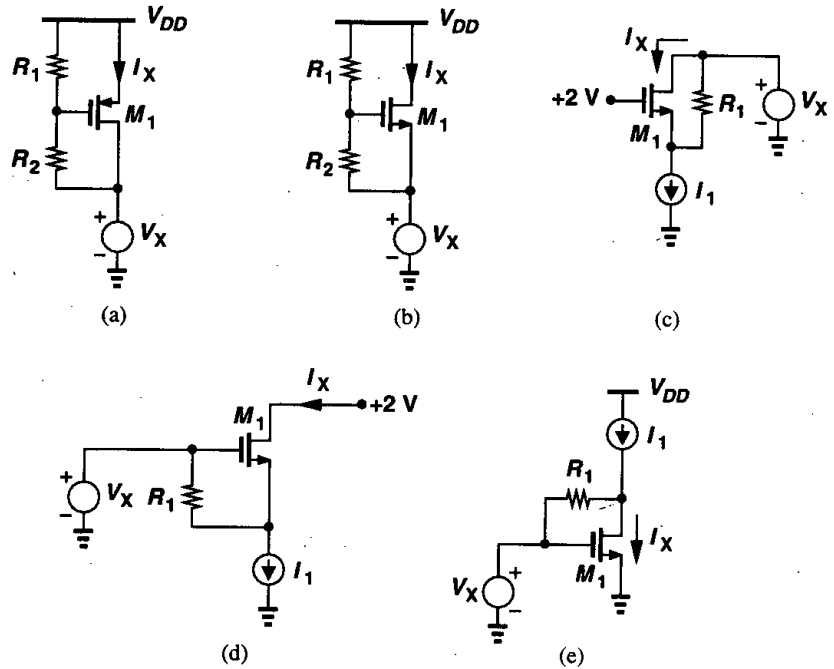 V_DD
R_1
I_X
M_1
R_2
+
V_X
−
(a)
V_DD
R_1
I_X
M_1
R_2
+
V_X
−
(b)
I_X
+2 V
M_1
R_1
+
V_X
−
I_1
(c)
I_X
+2 V
M_1
+
V_X
−
R_1
I_1
(d)
V_DD
I_1
R_1
I_X
M_1
V_X
+
−
(e)